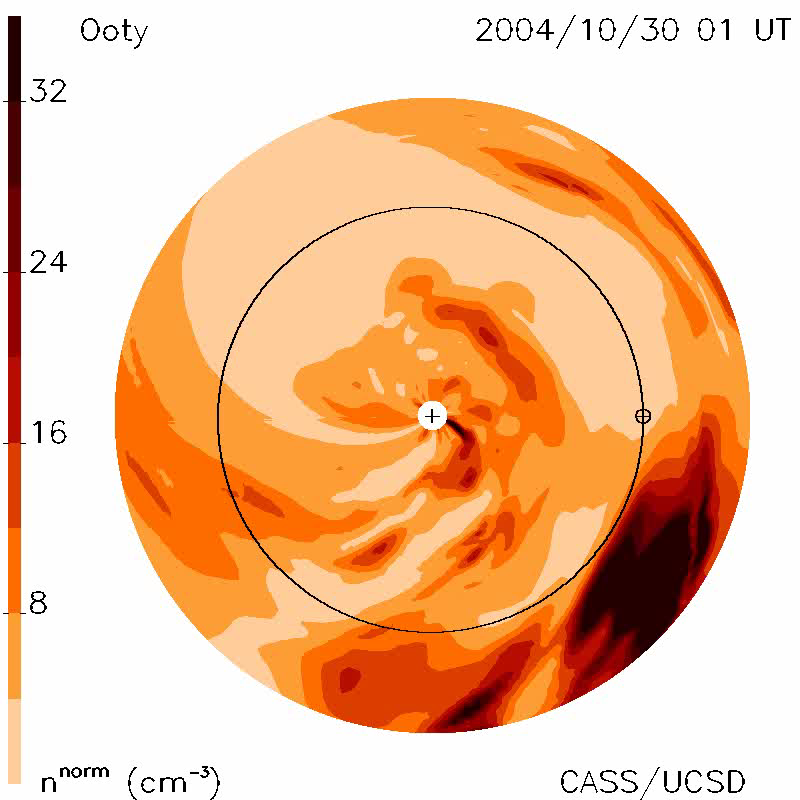 Ooty
2004/10/30 01 UT
32
24
16
8
n^norm (cm^-3)
CASS/UCSD